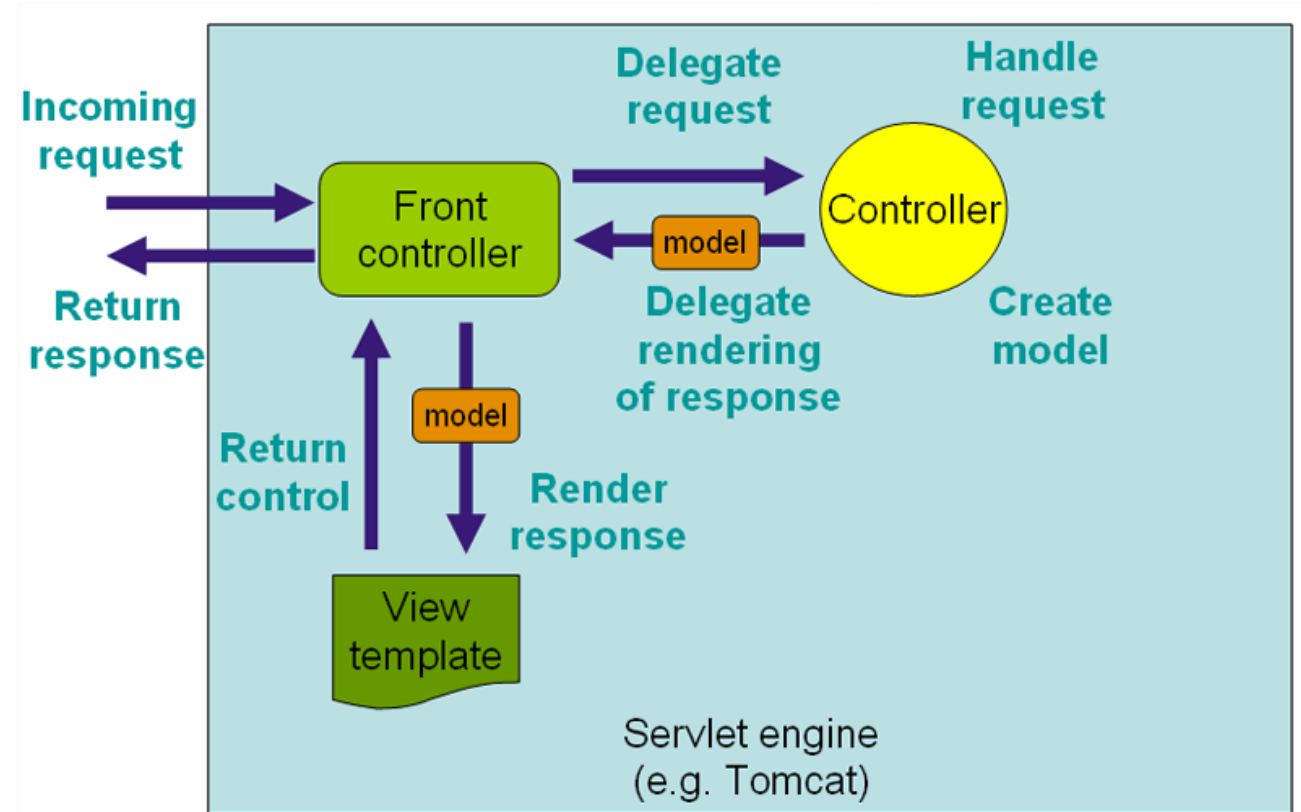 Incoming
request
Delegate
request
Handle
request
Front
controller
Controller
model
Return
response
Delegate
rendering
of response
Create
model
model
Return
control
Render
response
View
template
Servlet engine
(e.g. Tomcat)